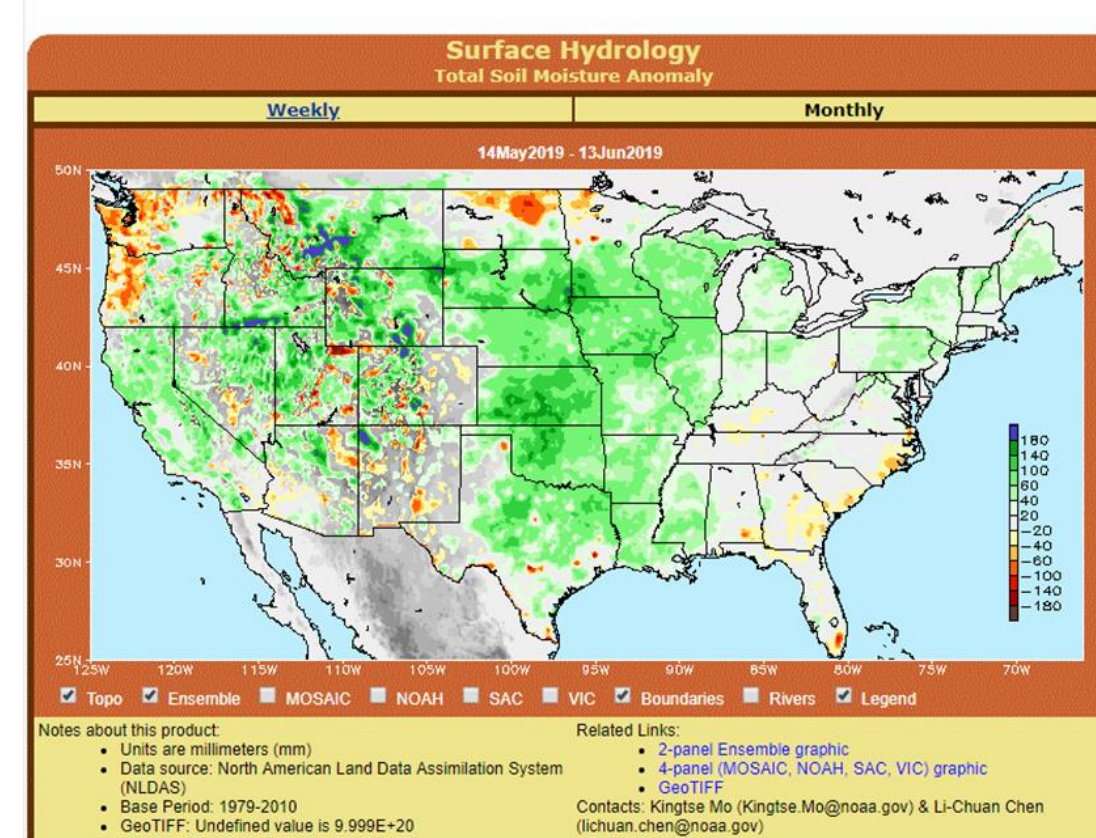 Surface Hydrology
Total Soil Moisture Anomaly
Weekly
Monthly
14May2019 - 13Jun2019
50N
45N
40N
35N
30N
25N
125W 120W 115W 110W 105W 100W 95W 90W 85W 80W 75W 70W
180
140
100
60
40
20
-20
-40
-60
-100
-140
-180
Topo Ensemble MOSAIC NOAH SAC VIC Boundaries Rivers Legend
Notes about this product:
• Units are millimeters (mm)
• Data source: North American Land Data Assimilation System
(NLDAS)
• Base Period: 1979-2010
• GeoTIFF: Undefined value is 9.999E+20
Related Links:
• 2-panel Ensemble graphic
• 4-panel (MOSAIC, NOAH, SAC, VIC) graphic
• GeoTIFF
Contacts: Kingtse Mo (Kingtse.Mo@noaa.gov) & Li-Chuan Chen
(lichuan.chen@noaa.gov)